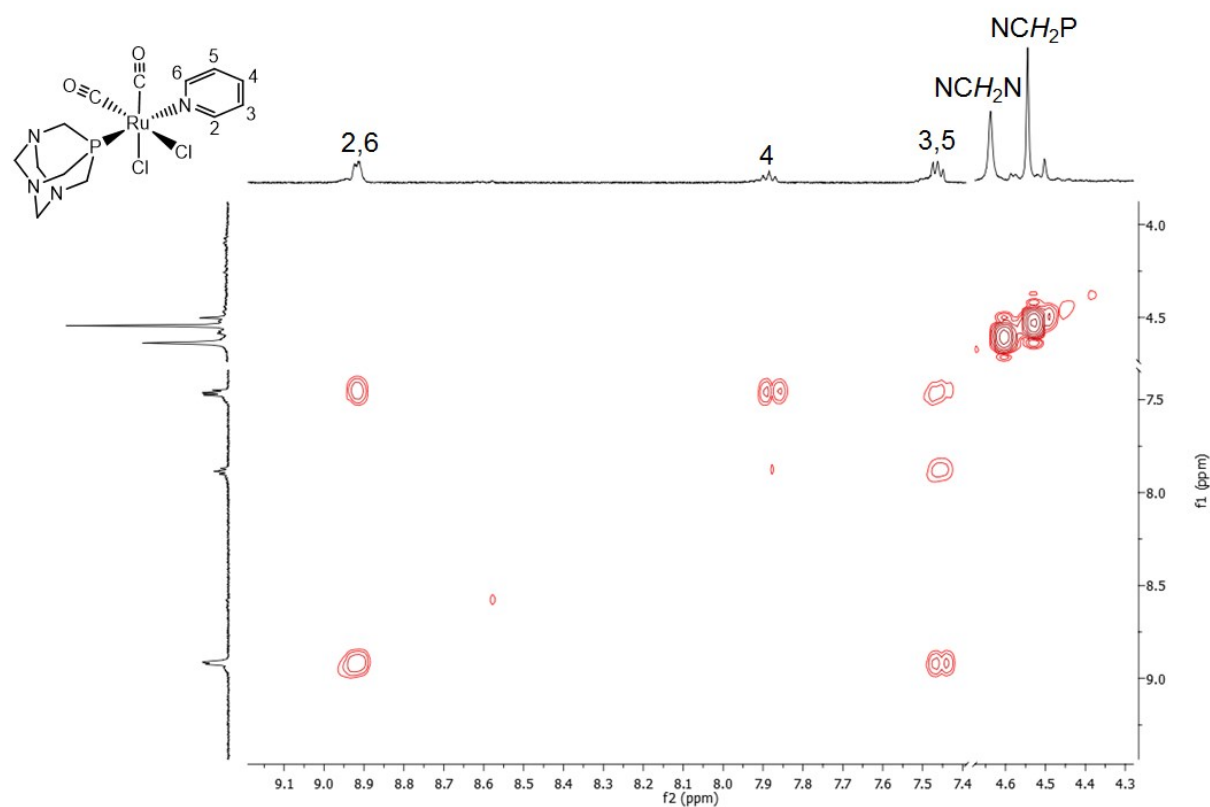 NCH₂P
NCH₂N
2,6
4
3,5
O
O
C
C
6
5
4
N
3
2
Ru
P
Cl
Cl
N
N
N
4.0
4.5
7.5
8.0
8.5
9.0
f1 (ppm)
9.1 9.0 8.9 8.8 8.7 8.6 8.5 8.4 8.3 8.2 8.1 8.0 7.9 7.8 7.7 7.6 7.5 7.4 4.6 4.5 4.4 4.3
f2 (ppm)